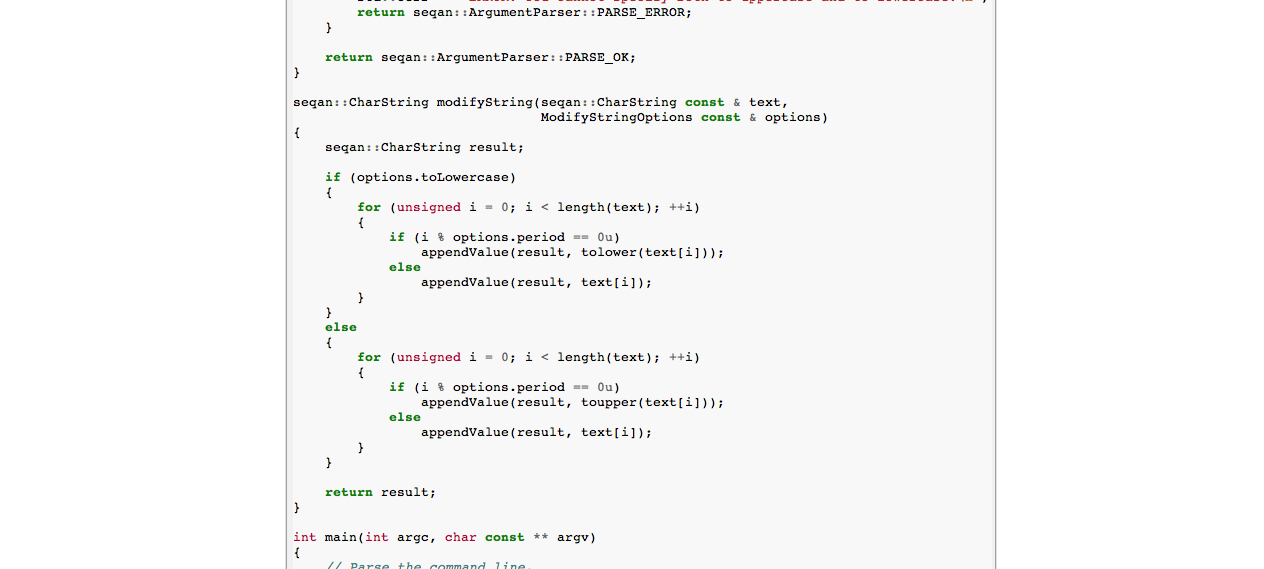 return seqan::ArgumentParser::PARSE_ERROR;
}
return seqan::ArgumentParser::PARSE_OK;
}
seqan::CharString modifyString(seqan::CharString const & text,
ModifyStringOptions const & options)
{
seqan::CharString result;
if (options.toLowercase)
{
for (unsigned i = 0; i < length(text); ++i)
{
if (i % options.period == 0u)
appendValue(result, tolower(text[i]));
else
appendValue(result, text[i]);
}
}
else
{
for (unsigned i = 0; i < length(text); ++i)
{
if (i % options.period == 0u)
appendValue(result, toupper(text[i]));
else
appendValue(result, text[i]);
}
}
return result;
}
int main(int argc, char const ** argv)
{
// Parse the command line.